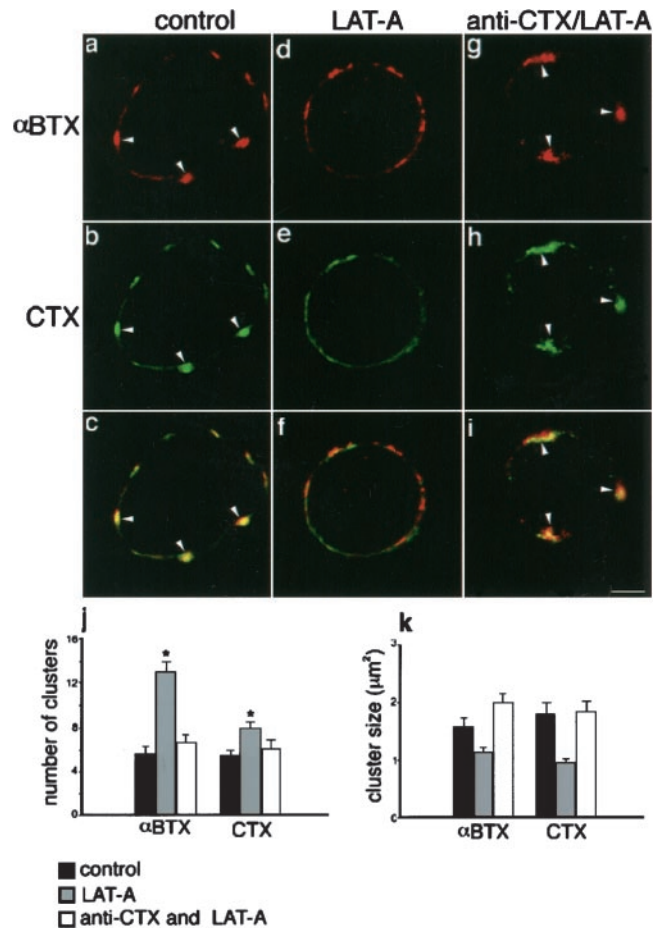 control LAT-A anti-CTX/LAT-A
a d g
αBTX
b e h
CTX
c f i
j k
number of clusters
16
12
8
4
0
αBTX CTX
cluster size (μm²)
3
2
1
0
αBTX CTX
* *
control
LAT-A
anti-CTX and LAT-A